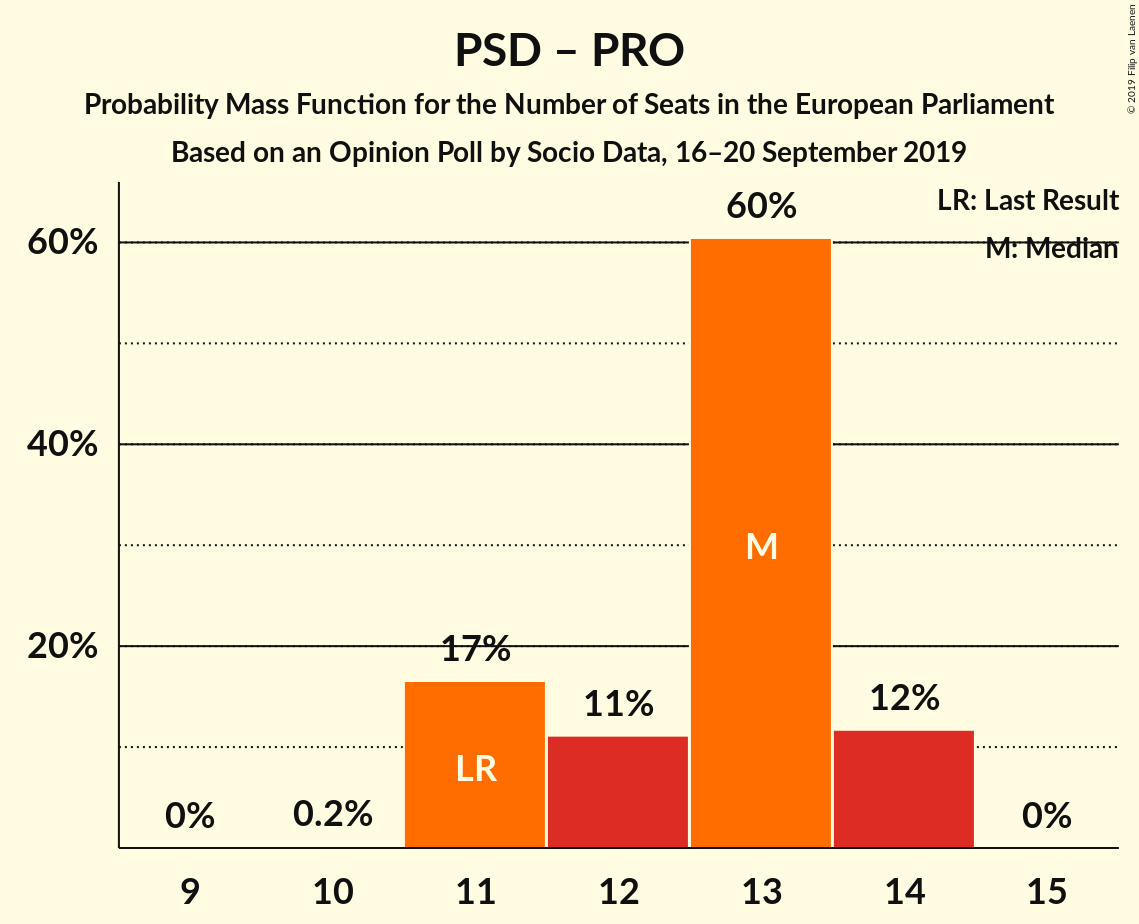 PSD – PRO
Probability Mass Function for the Number of Seats in the European Parliament
Based on an Opinion Poll by Socio Data, 16–20 September 2019
© 2019 Filip van Laenen
LR: Last Result
M: Median
60%
40%
20%
0%
0.2%
17%
11%
60%
12%
0%
LR
M
9 10 11 12 13 14 15